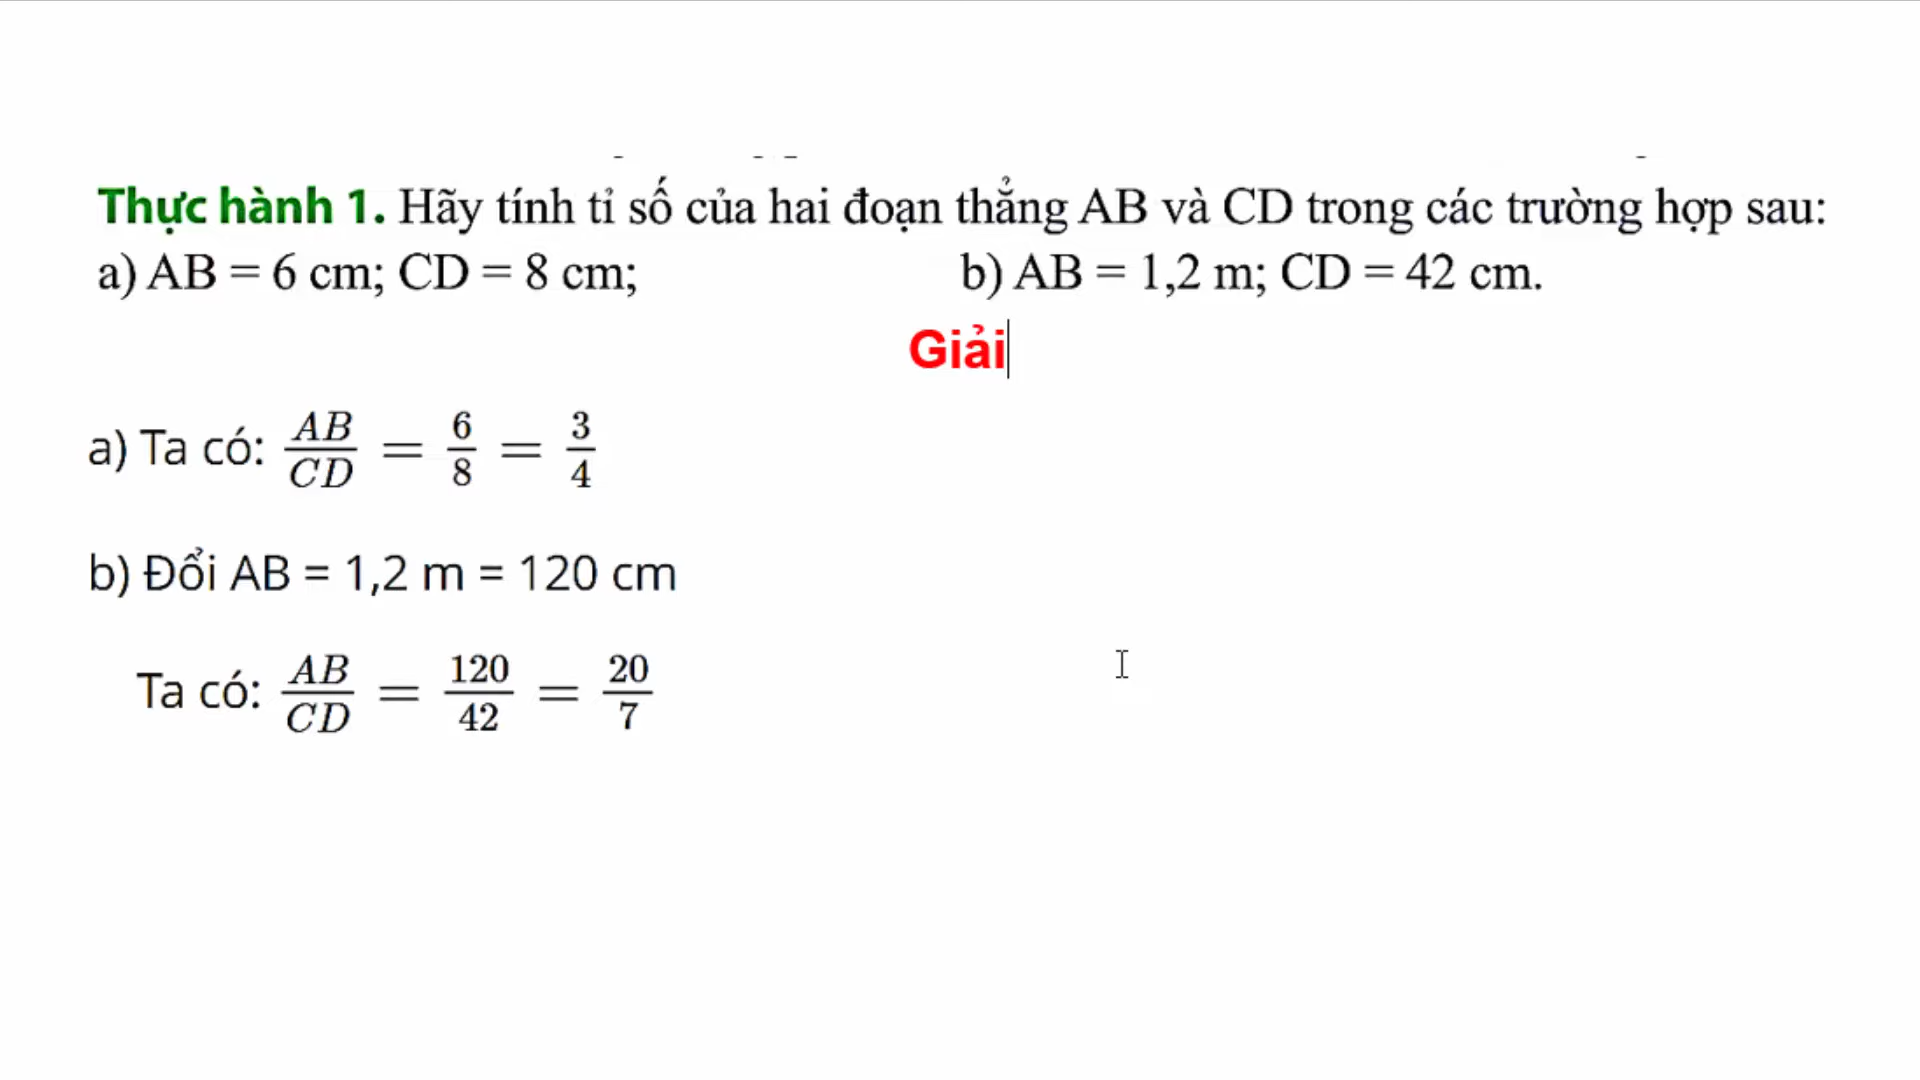 Thực hành 1. Hãy tính tỉ số của hai đoạn thẳng AB và CD trong các trường hợp sau:
a) AB = 6 cm; CD = 8 cm; b) AB = 1,2 m; CD = 42 cm.
Giải
a) Ta có: AB/CD = 6/8 = 3/4
b) Đổi AB = 1,2 m = 120 cm
Ta có: AB/CD = 120/42 = 20/7